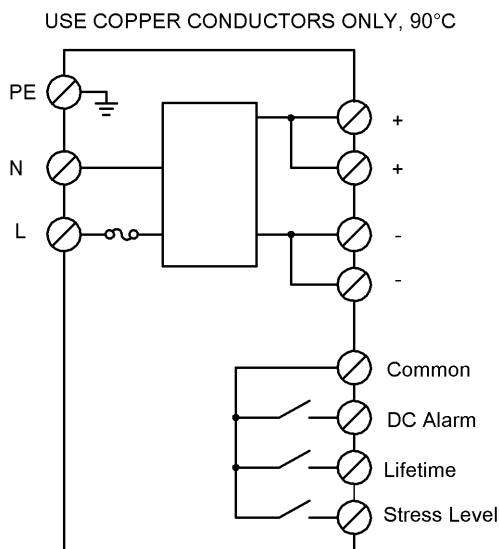 USE COPPER CONDUCTORS ONLY, 90°C
PE
+
N
+
L
-
-
Common
DC Alarm
Lifetime
Stress Level